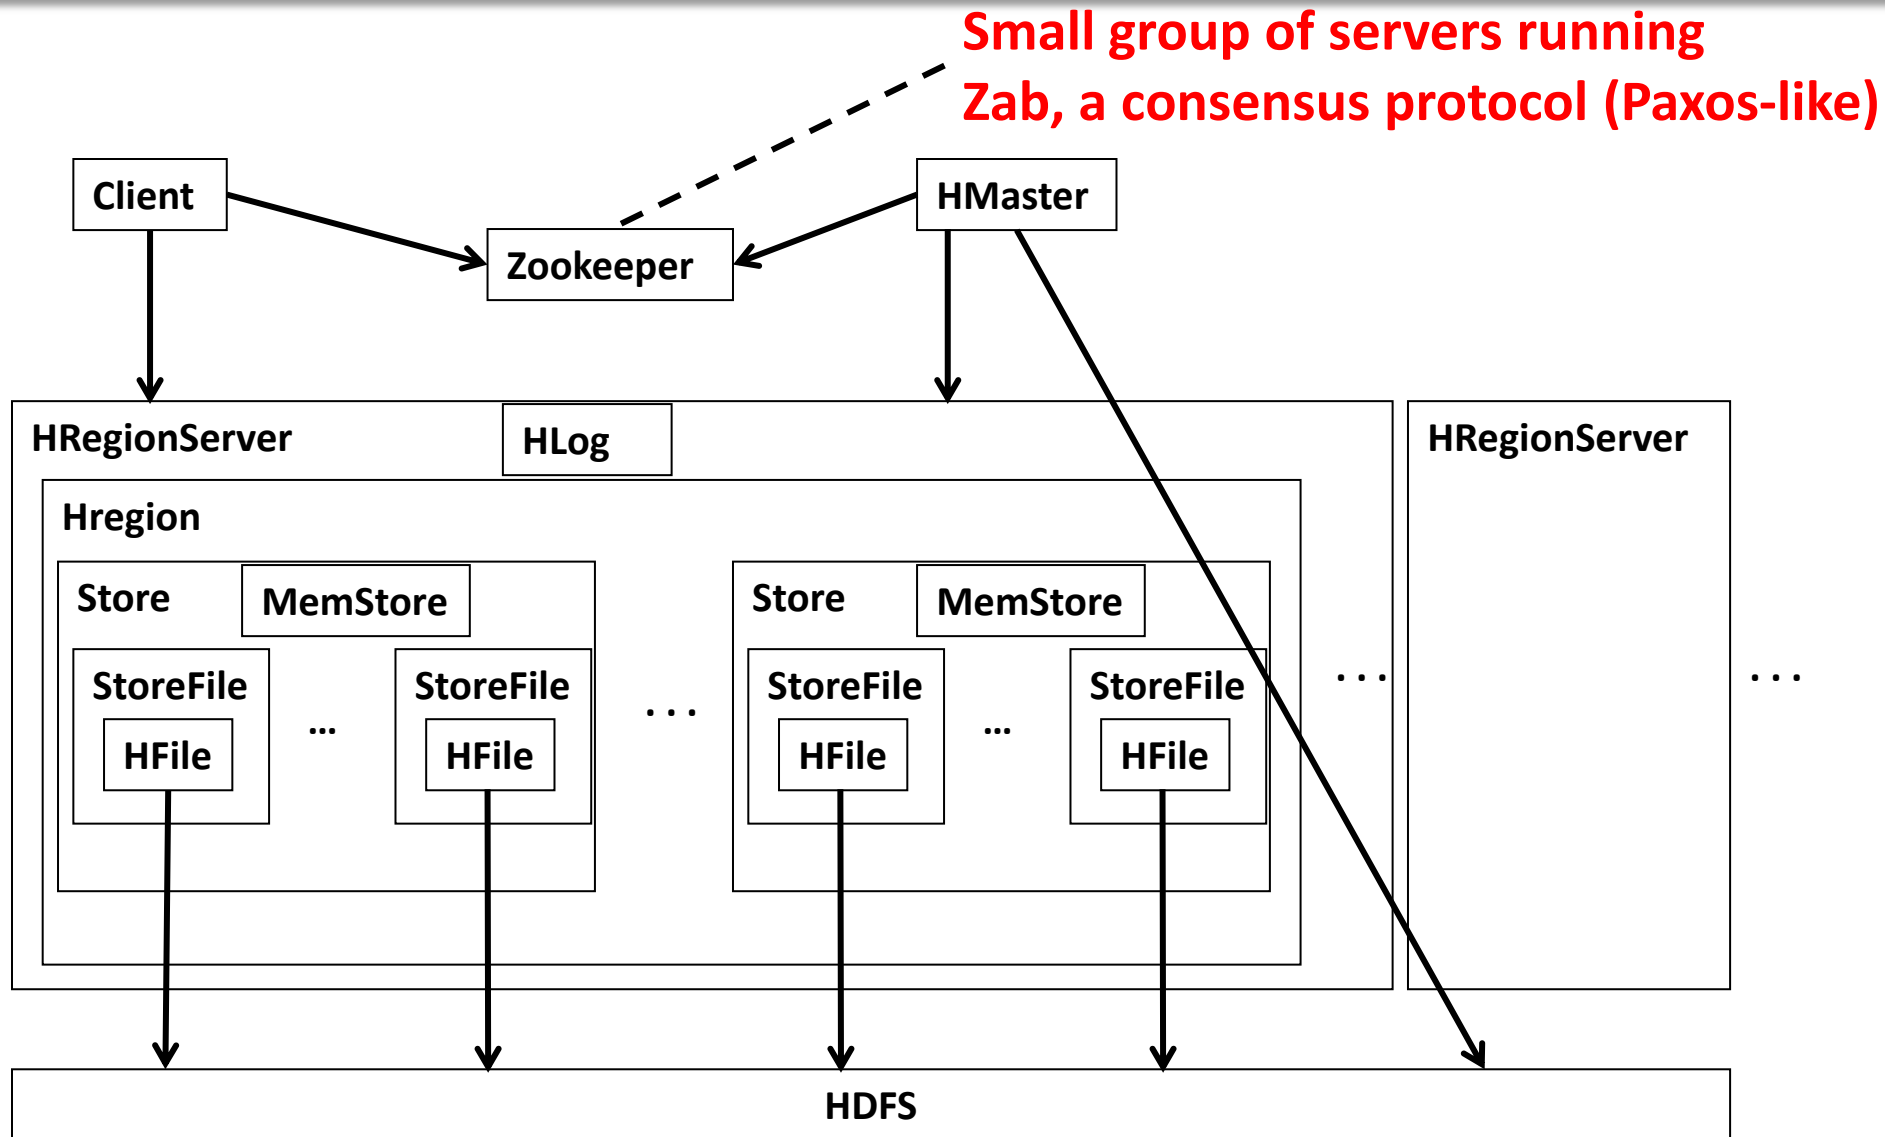 Small group of servers running
Zab, a consensus protocol (Paxos-like)
Client
HMaster
Zookeeper
HRegionServer
HLog
HRegionServer
Hregion
Store
MemStore
Store
MemStore
StoreFile
StoreFile
StoreFile
StoreFile
. . .
. . .
. . .
...
...
HFile
HFile
HFile
HFile
HDFS